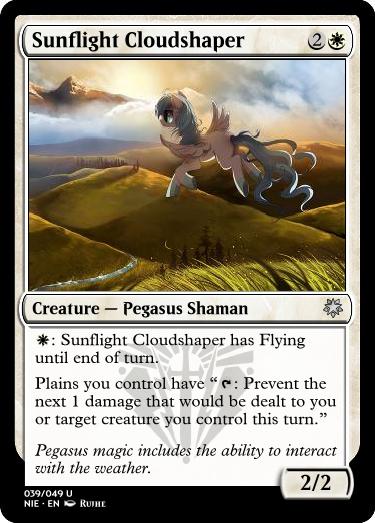 Sunflight Cloudshaper 2
Creature — Pegasus Shaman
: Sunflight Cloudshaper has Flying
until end of turn.
Plains you control have “ : Prevent the
next 1 damage that would be dealt to you
or target creature you control this turn.”
Pegasus magic includes the ability to interact
with the weather.
2/2
039/049 U
NIE • EN Ruihe